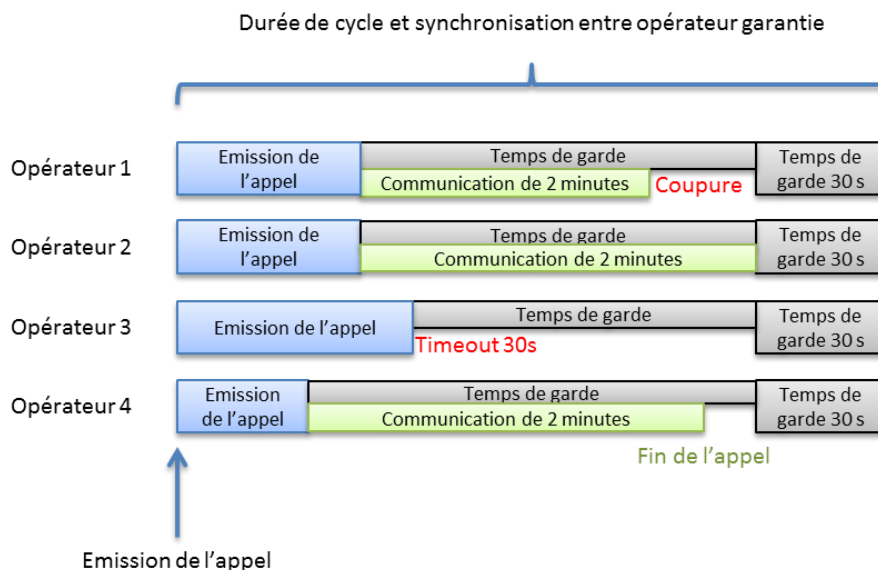 Durée de cycle et synchronisation entre opérateur garantie
Opérateur 1
Emission de
l'appel
Temps de garde
Communication de 2 minutes
Coupure
Temps de
garde 30 s
Opérateur 2
Emission de
l'appel
Temps de garde
Communication de 2 minutes
Temps de
garde 30 s
Opérateur 3
Emission de l'appel
Temps de garde
Timeout 30s
Temps de
garde 30 s
Opérateur 4
Emission
de l'appel
Temps de garde
Communication de 2 minutes
Temps de
garde 30 s
Fin de l'appel
Emission de l'appel